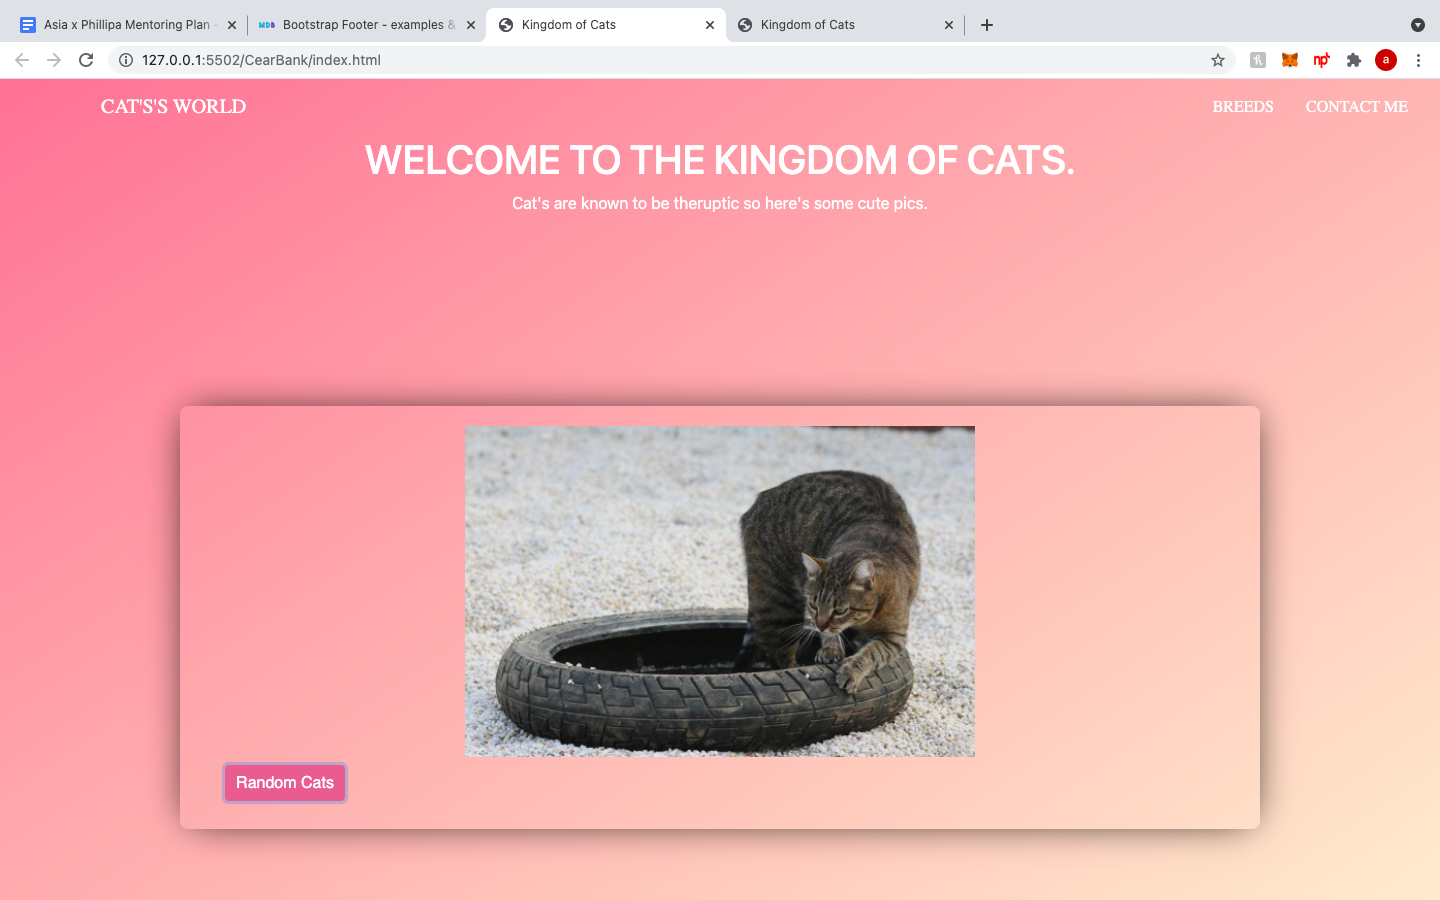 Asia x Phillipa Mentoring Plan -
MDB Bootstrap Footer - examples &
Kingdom of Cats
Kingdom of Cats
127.0.0.1:5502/CearBank/index.html
a
CAT'S'S WORLD
BREEDS
CONTACT ME
WELCOME TO THE KINGDOM OF CATS.
Cat's are known to be theruptic so here's some cute pics.
Random Cats